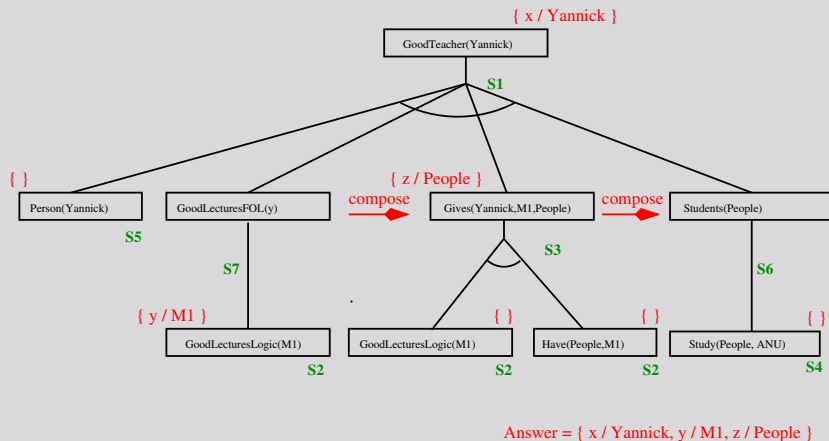 { x / Yannick }
GoodTeacher(Yannick)
S1
{ }
{ z / People }
compose
compose
Person(Yannick)
GoodLecturesFOL(y)
Gives(Yannick,M1,People)
Students(People)
S5
S7
S3
S6
{ y / M1 }
{ }
{ }
{ }
GoodLecturesLogic(M1)
GoodLecturesLogic(M1)
Have(People,M1)
Study(People, ANU)
S2
S2
S2
S4
Answer = { x / Yannick, y / M1, z / People }